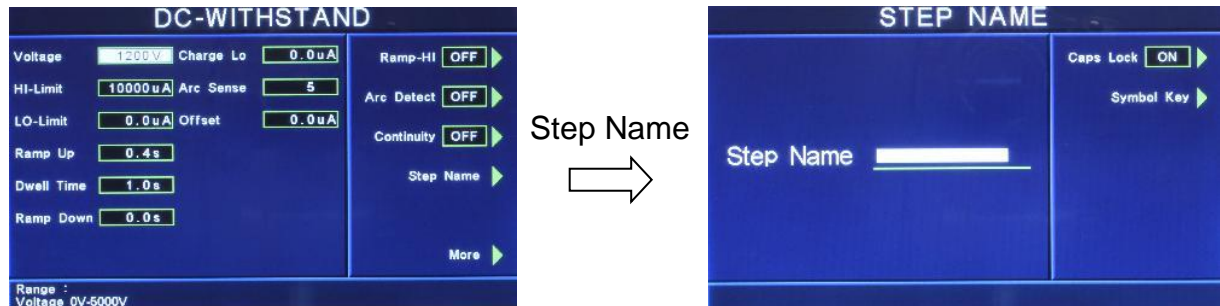 DC-WITHSTAND
Voltage 1200V Charge Lo 0.0uA
HI-Limit 10000uA Arc Sense 5
LO-Limit 0.0uA Offset 0.0uA
Ramp Up 0.4s
Dwell Time 1.0s
Ramp Down 0.0s
Ramp-HI OFF
Arc Detect OFF
Continuity OFF
Step Name
More
Range :
Voltage 0V-5000V
Step Name
STEP NAME
Step Name
Caps Lock ON
Symbol Key